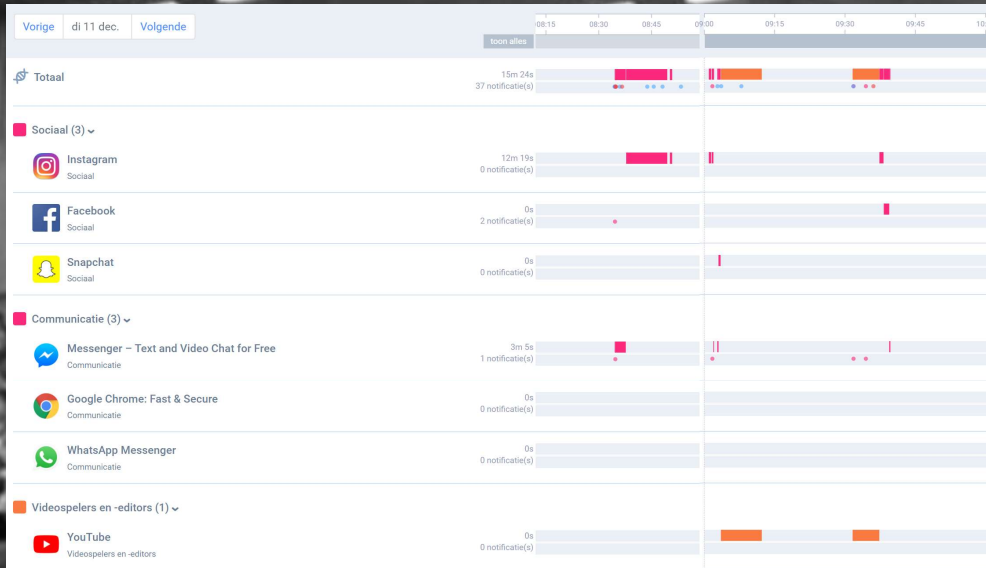 Vorige di 11 dec. Volgende
08:15 08:30 08:45 09:00 09:15 09:30 09:45 10:
toon alles
Totaal
15m 24s
37 notificatie(s)
Sociaal (3)
Instagram
Sociaal
12m 19s
0 notificatie(s)
Facebook
Sociaal
0s
2 notificatie(s)
Snapchat
Sociaal
0s
0 notificatie(s)
Communicatie (3)
Messenger – Text and Video Chat for Free
Communicatie
3m 5s
1 notificatie(s)
Google Chrome: Fast & Secure
Communicatie
0s
0 notificatie(s)
WhatsApp Messenger
Communicatie
0s
0 notificatie(s)
Videospelers en -editors (1)
YouTube
Videospelers en -editors
0s
0 notificatie(s)